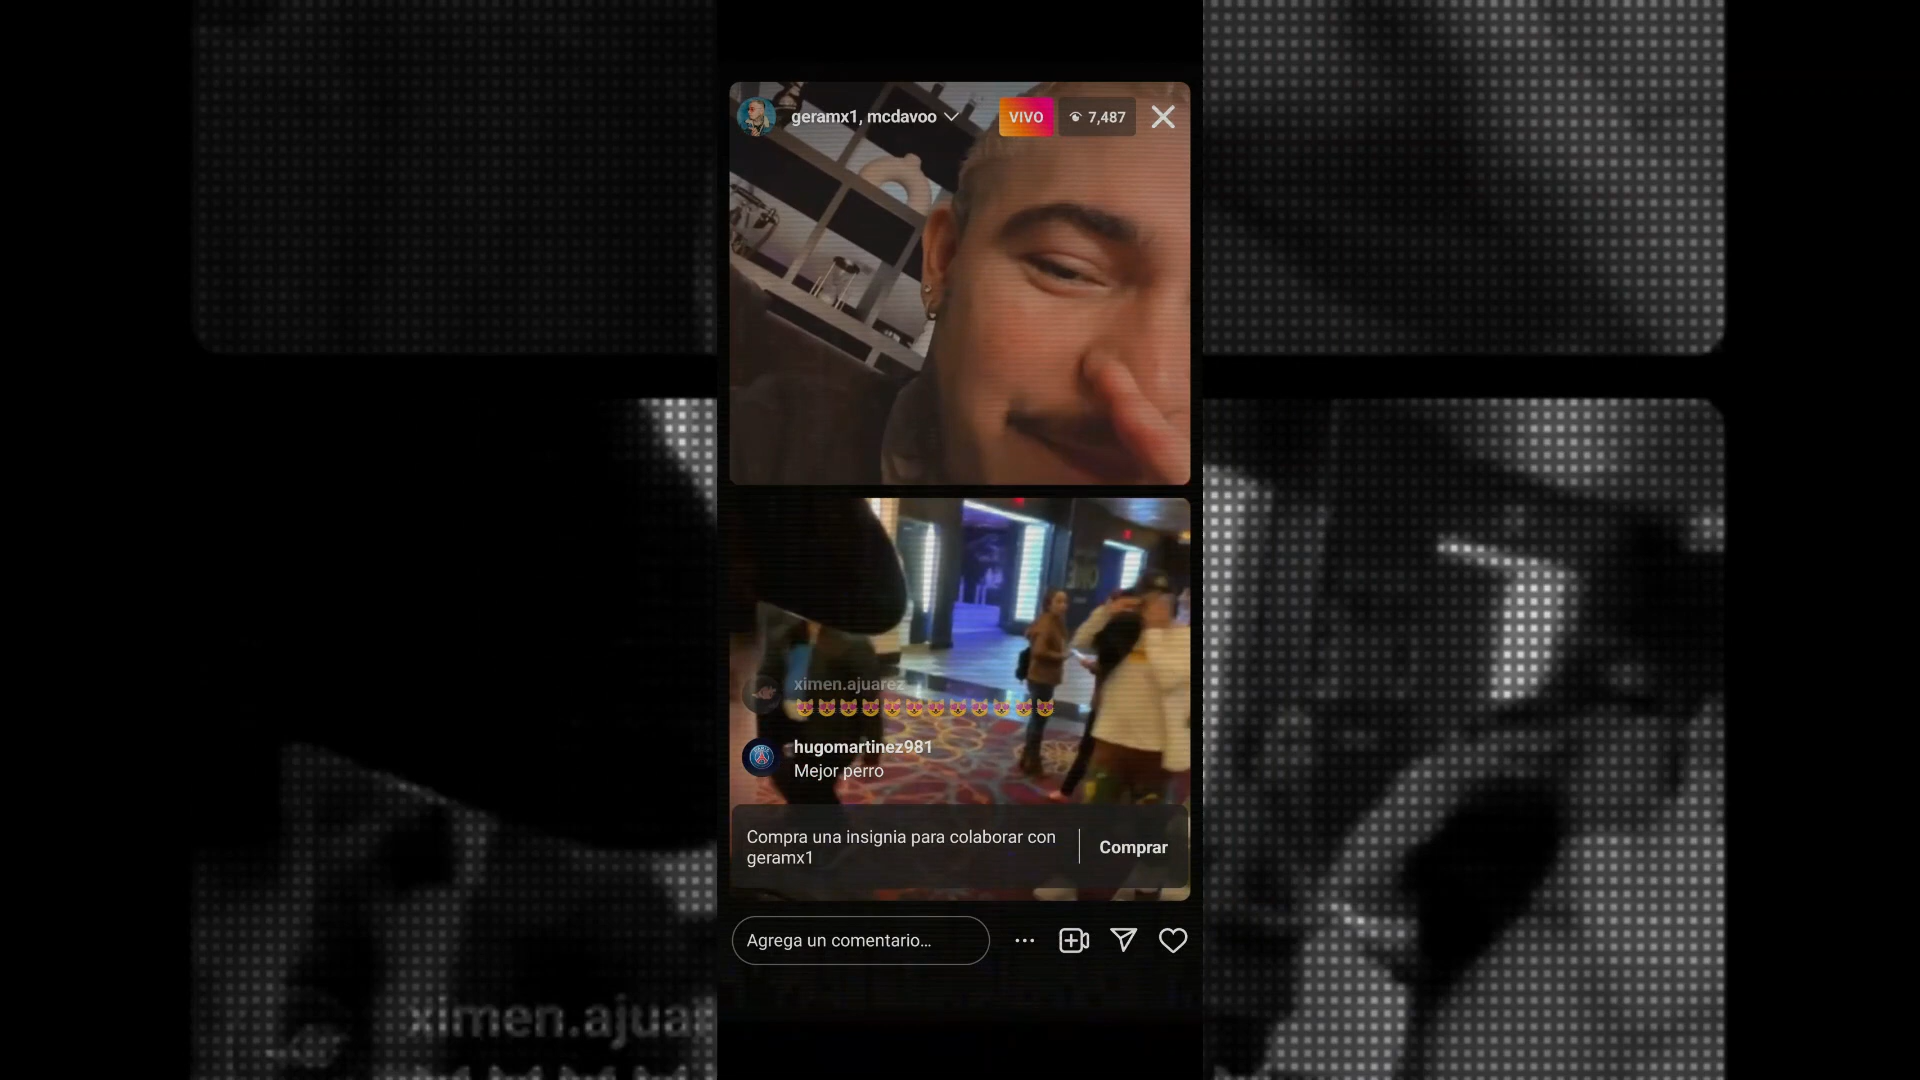 geramx1, mcdavoo
VIVO
7,487
ximen.ajuarez
😻😻😻😻😻😻😻😻😻😻😻😻
hugomartinez981
Mejor perro
Compra una insignia para colaborar con
geramx1
Comprar
Agrega un comentario...
ximen.ajuar